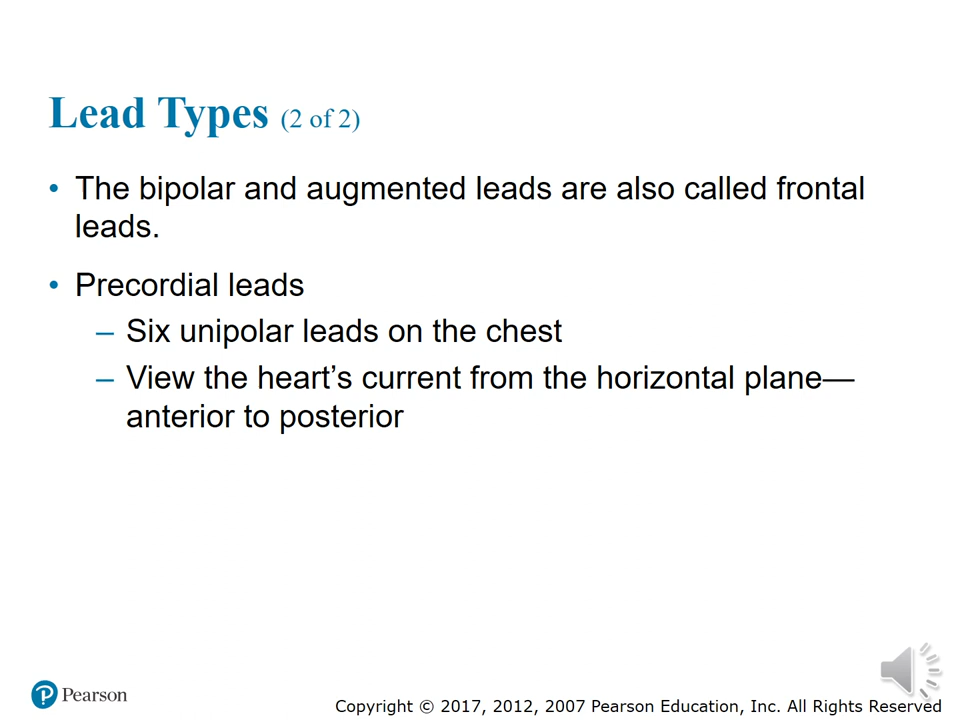 Lead Types (2 of 2)
• The bipolar and augmented leads are also called frontal
leads.
• Precordial leads
– Six unipolar leads on the chest
– View the heart’s current from the horizontal plane—
anterior to posterior
Pearson
Copyright © 2017, 2012, 2007 Pearson Education, Inc. All Rights Reserved